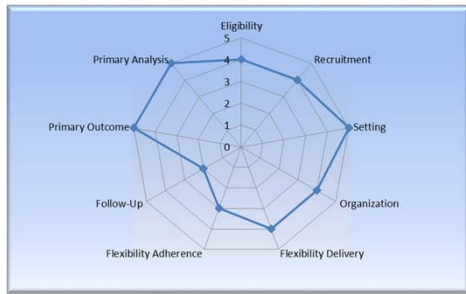 Eligibility
5
4
3
2
1
0
Recruitment
Setting
Organization
Flexibility Delivery
Flexibility Adherence
Follow-Up
Primary Outcome
Primary Analysis